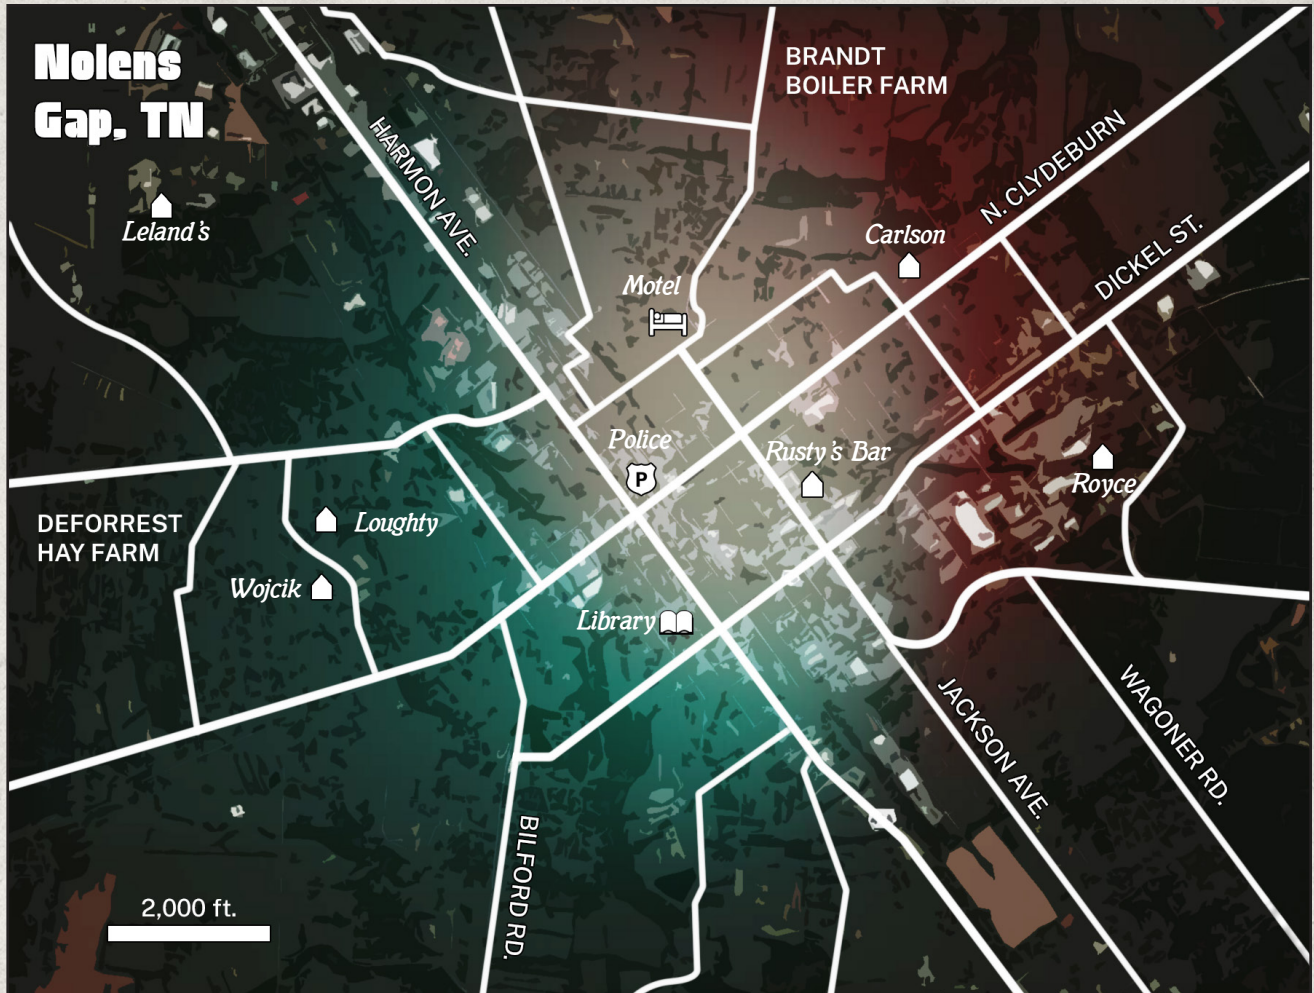 Nolens
Gap, TN
BRANDT
BOILER FARM
HARMON AVE.
N. CLYDEBURN
Leland's
Carlson
DICKEL ST.
Motel
Police
P
Rusty's Bar
Royce
DEFORREST
HAY FARM
Loughty
Wojcik
Library
JACKSON AVE.
WAGONER RD.
BILFORD RD.
2,000 ft.